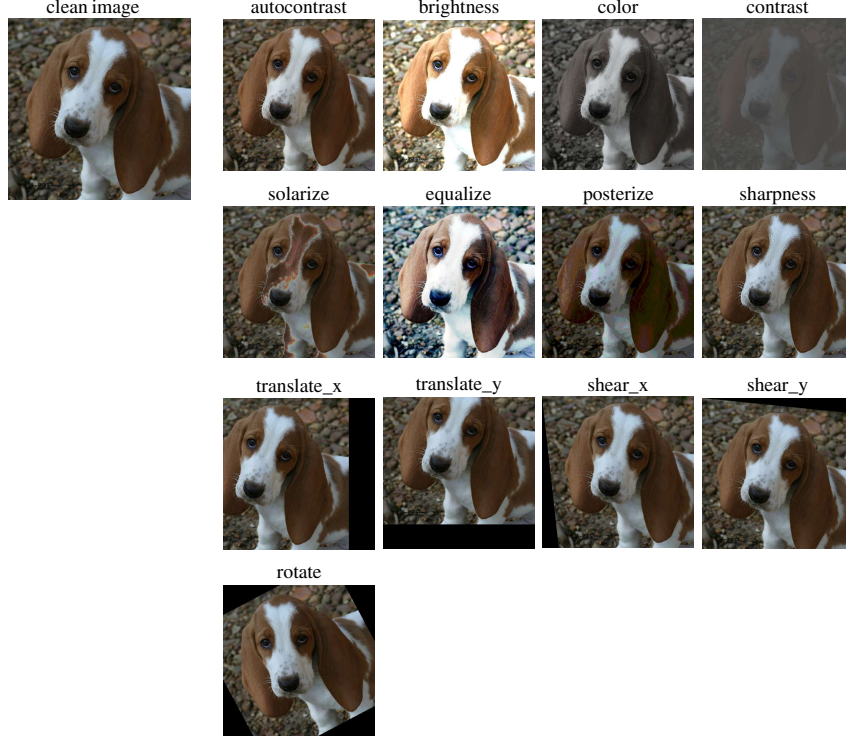 clean image
autocontrast
brightness
color
contrast
solarize
equalize
posterize
sharpness
translate_x
translate_y
shear_x
shear_y
rotate